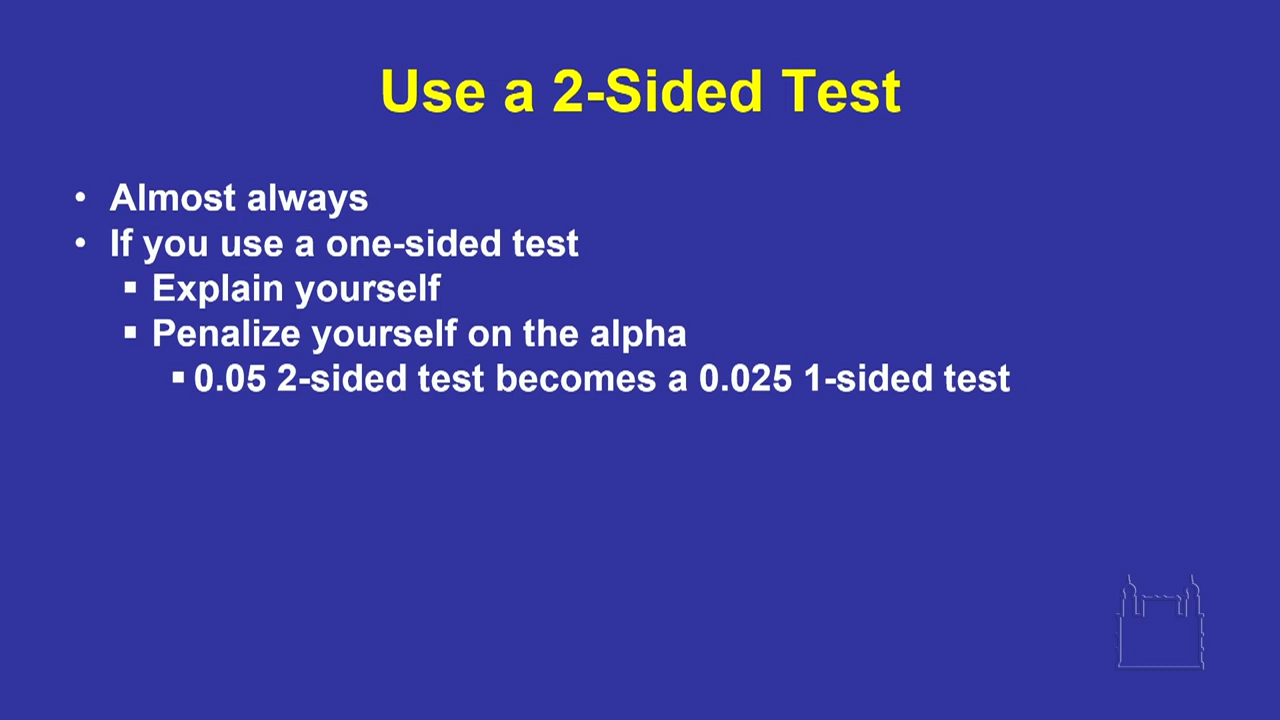 Use a 2-Sided Test
• Almost always
• If you use a one-sided test
▪ Explain yourself
▪ Penalize yourself on the alpha
▪ 0.05 2-sided test becomes a 0.025 1-sided test